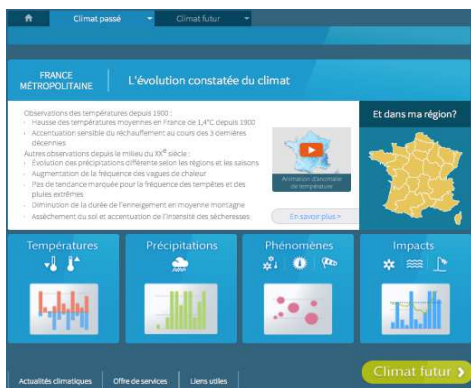 Climat passé
Climat futur
FRANCE
MÉTROPOLITAINE
L'évolution constatée du climat
Observations des températures depuis 1900 :
- Hausse des températures moyennes en France de 1,4°C depuis 1900
- Accentuation sensible du réchauffement au cours des 3 dernières
décennies
Autres observations depuis le milieu du XXe siècle :
- Évolution des précipitations différente selon les régions et les saisons
- Augmentation de la fréquence des vagues de chaleur
- Pas de tendance marquée pour la fréquence des tempêtes et des
pluies extrêmes
- Diminution de la durée de l'enneigement en moyenne montagne
- Assèchement du sol et accentuation de l'intensité des sécheresses
Animation d'anomalie
de température
En savoir plus >
Et dans ma région?
Températures
Précipitations
Phénomènes
Impacts
Climat futur
Actualités climatiques
Offre de services
Liens utiles